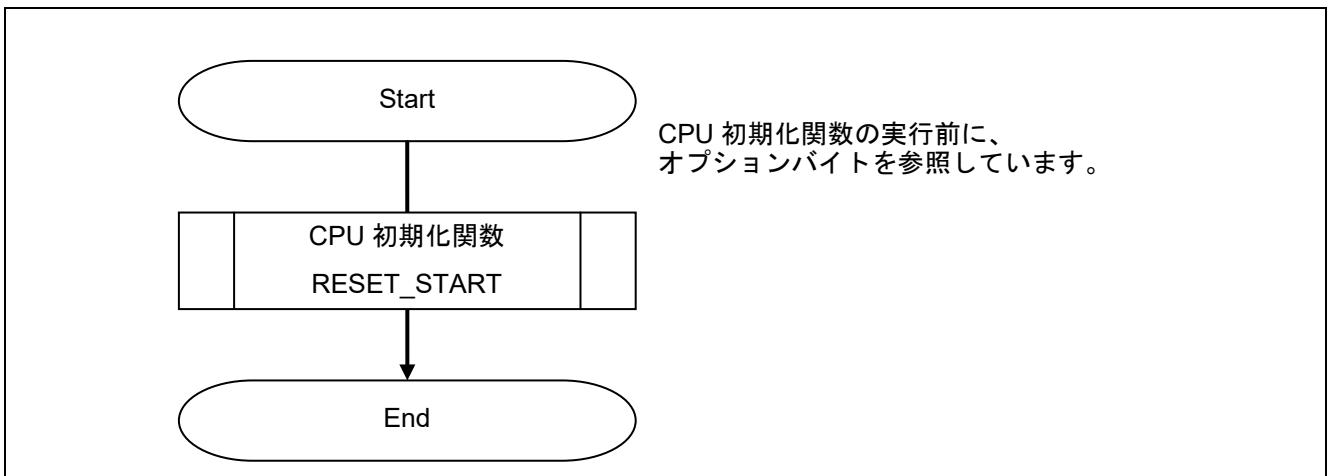 Start
CPU 初期化関数の実行前に、
オプションバイトを参照しています。
CPU 初期化関数
RESET_START
End